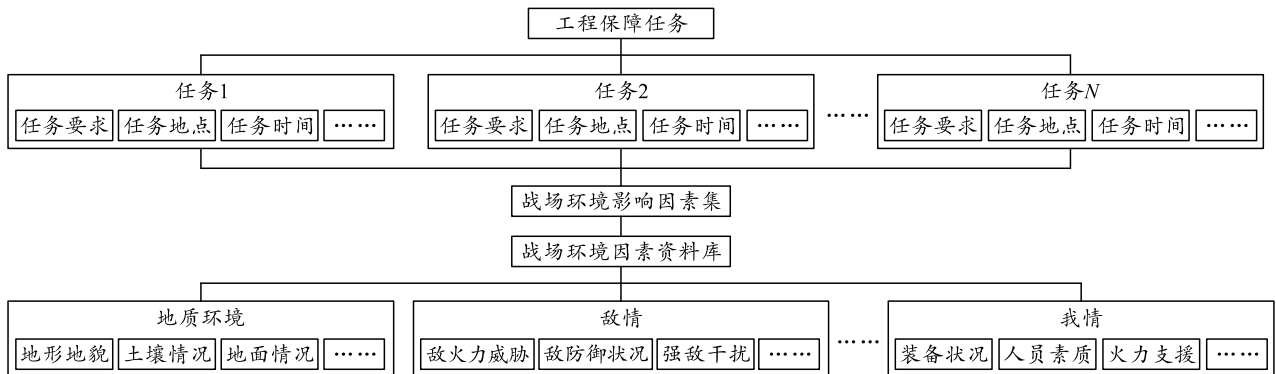 工程保障任务
任务1 任务2 任务N
任务要求 任务地点 任务时间 …… 任务要求 任务地点 任务时间 …… …… 任务要求 任务地点 任务时间 ……
战场环境影响因素集
战场环境因素资料库
地质环境 敌情 我情
地形地貌 土壤情况 地面情况 …… 敌火力威胁 敌防御状况 强敌干扰 …… …… 装备状况 人员素质 火力支援 ……